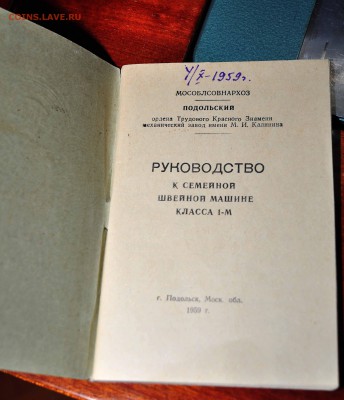 COINS.LAVE.RU
V/X-1959г.
МОСОБЛСОВНАРХОЗ
ПОДОЛЬСКИЙ
ордена Трудового Красного Знамени
механический завод имени М. И. Калинина
РУКОВОДСТВО
К СЕМЕЙНОЙ
ШВЕЙНОЙ МАШИНЕ
КЛАССА 1-М
г. Подольск, Моск. обл.
1959 г.